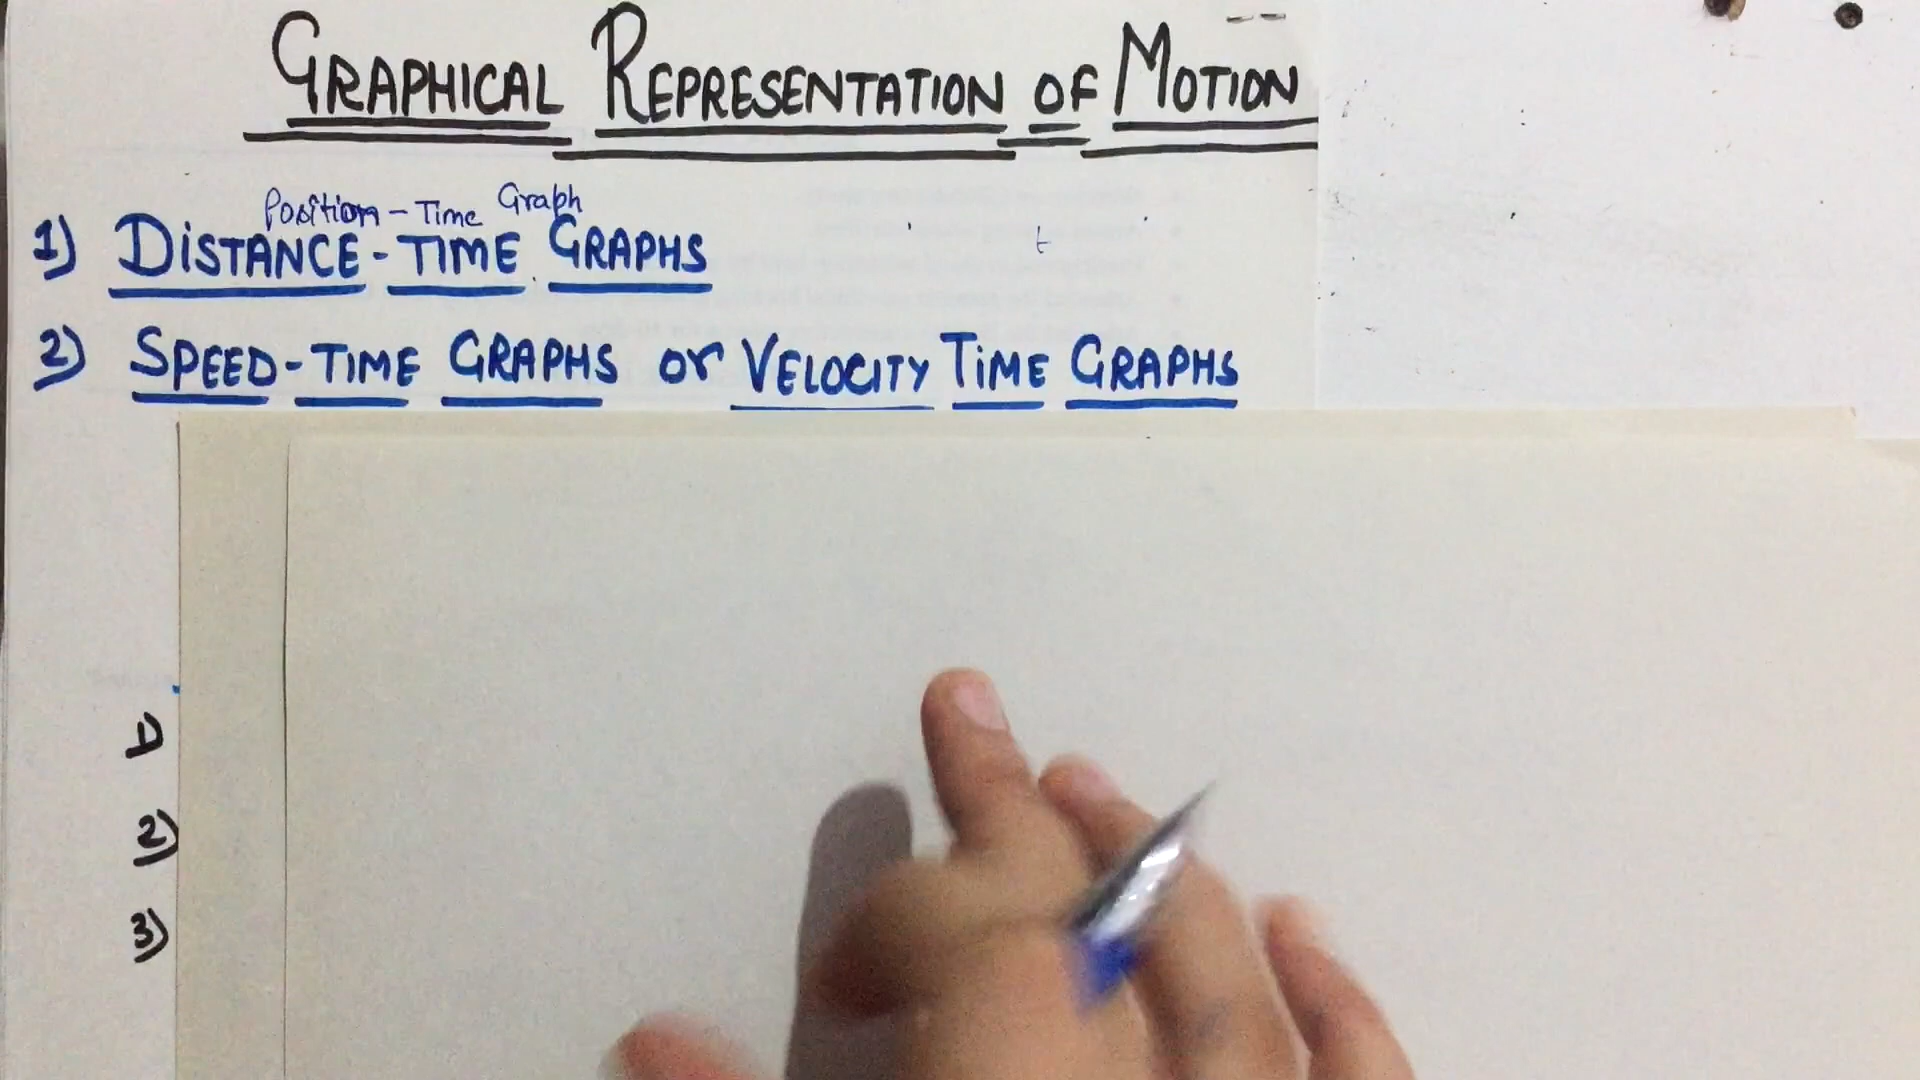 GRAPHICAL REPRESENTATION OF MOTION
Position - Time Graph
1) DISTANCE - TIME GRAPHS
t
2) SPEED - TIME GRAPHS or VELOCITY TIME GRAPHS
1)
2)
3)